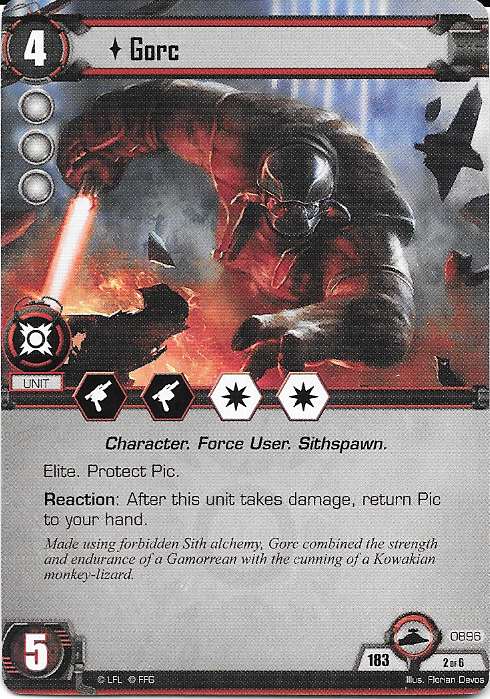 4
Gorc
UNIT
Character. Force User. Sithspawn.
Elite. Protect Pic.
Reaction: After this unit takes damage, return Pic
to your hand.
Made using forbidden Sith alchemy, Gorc combined the strength
and endurance of a Gamorrean with the cunning of a Kowakian
monkey-lizard.
5
0896
183
2 OF 6
© LFL © FFG
Illus. Florian Devos